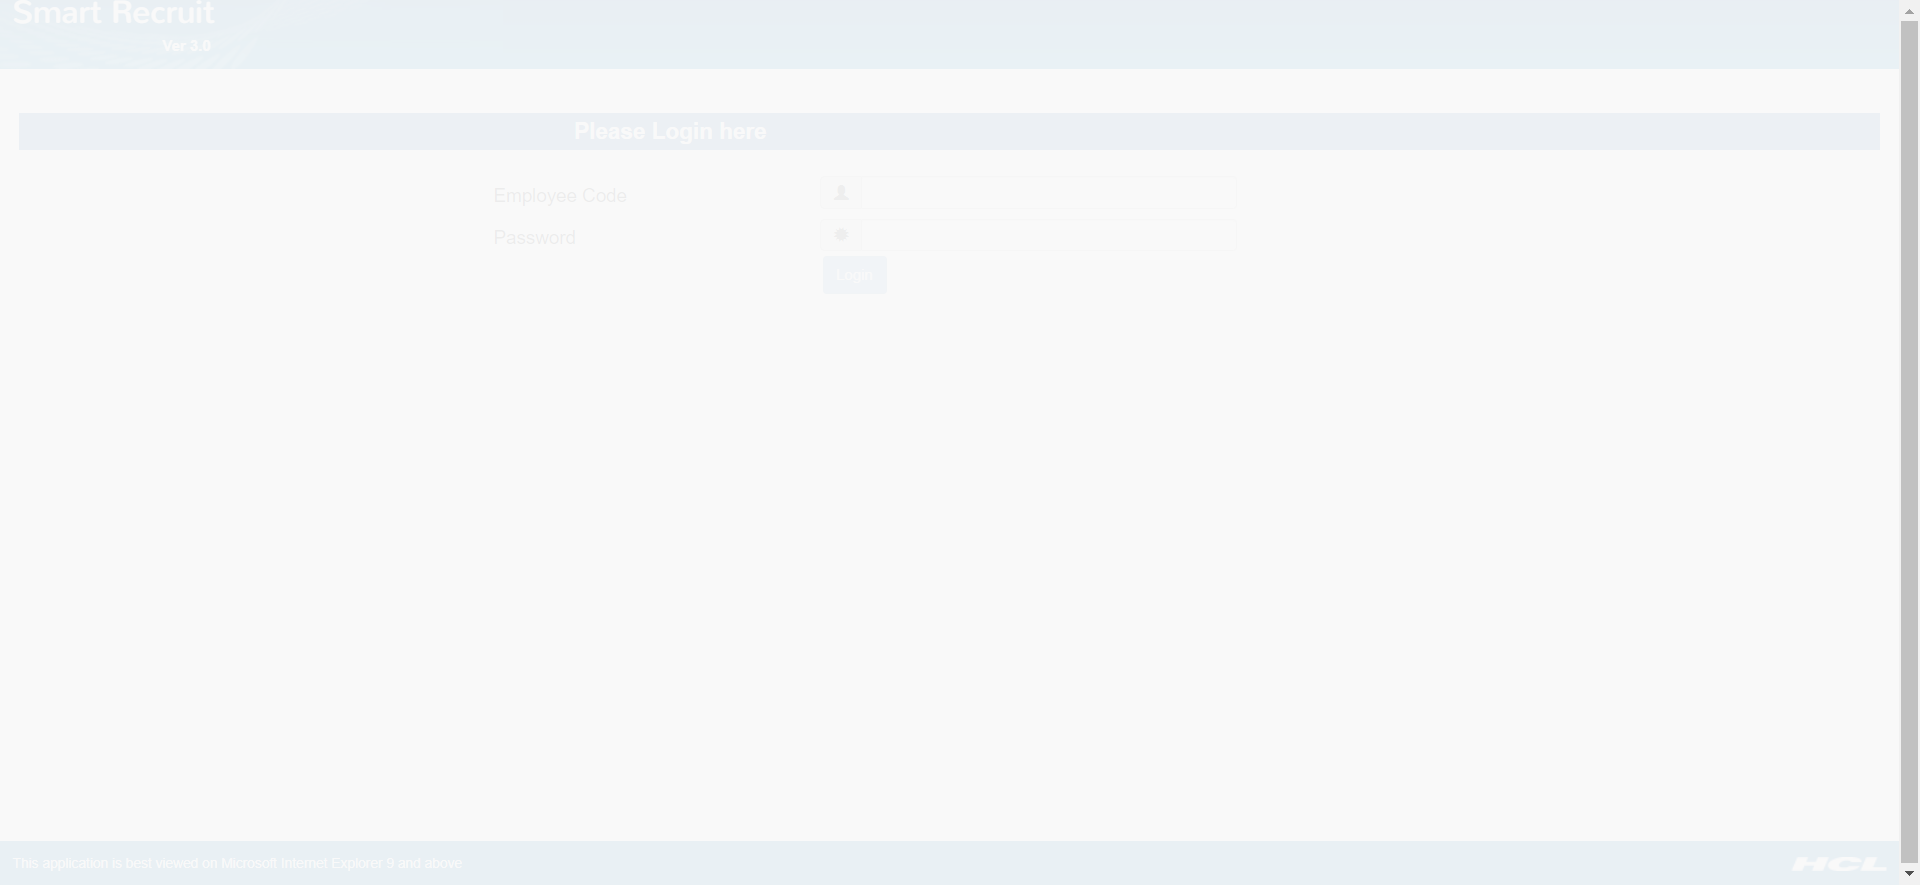 Smart Recruit
Ver 3.0
Please Login here
Employee Code
Password
Login
This application is best viewed on Microsoft Internet Explorer 9 and above
HCL